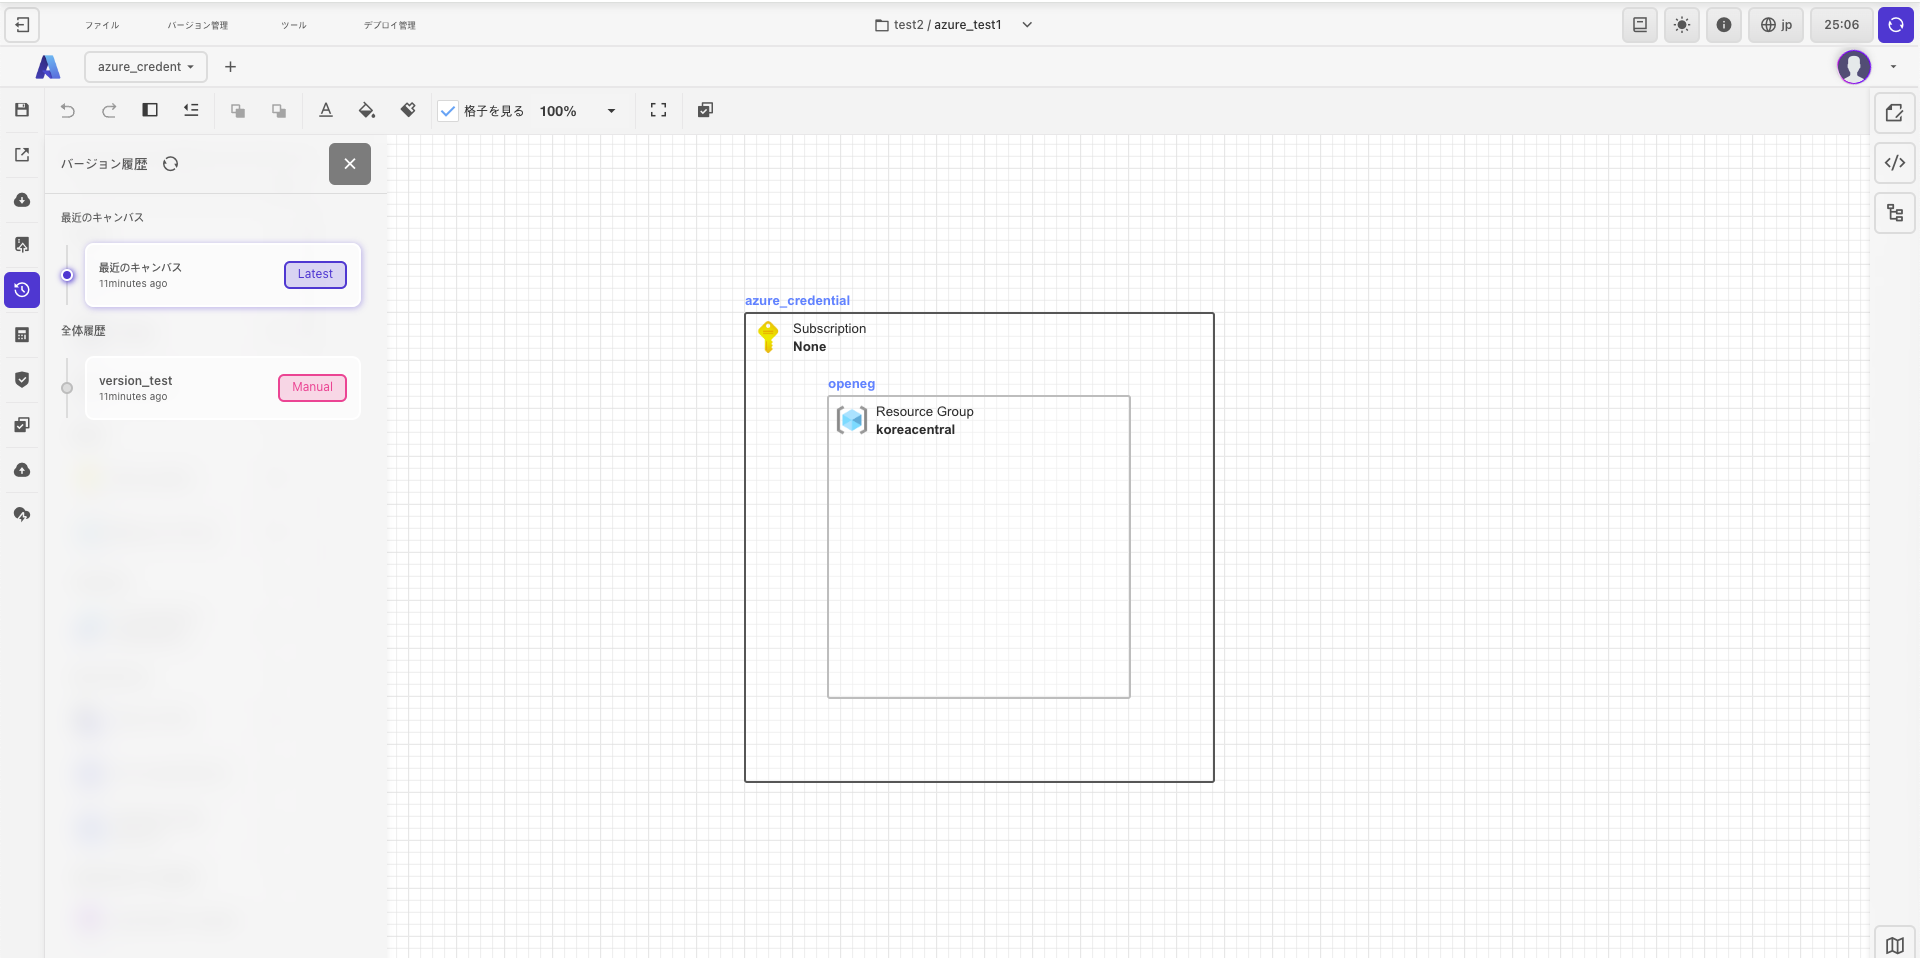 ファイル
バージョン管理
ツール
デプロイ管理
test2 / azure_test1
jp
25:06
azure_credent
格子を見る
100%
バージョン履歴
最近のキャンバス
最近のキャンバス
11minutes ago
Latest
全体履歴
version_test
11minutes ago
Manual
azure_credential
Subscription
None
openeg
Resource Group
koreacentral